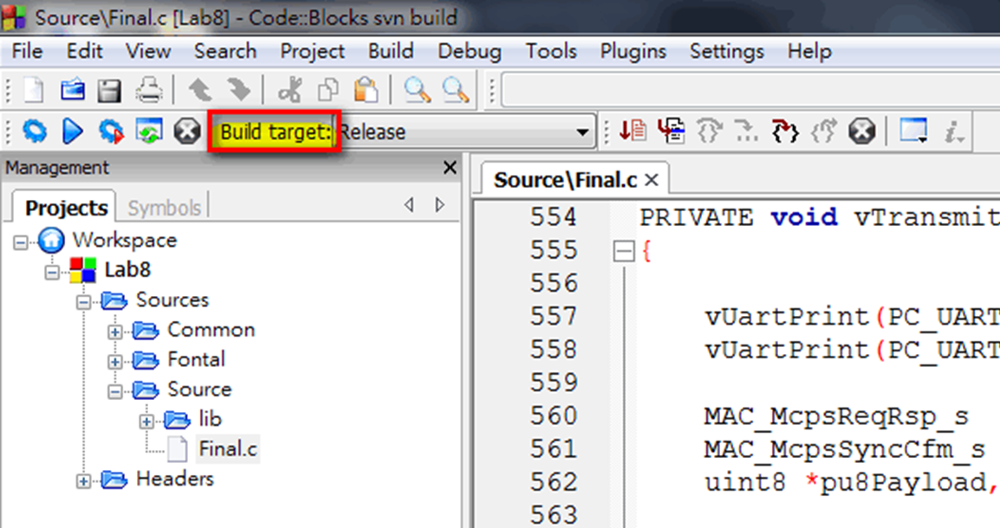 Source\Final.c [Lab8] - Code::Blocks svn build
File Edit View Search Project Build Debug Tools Plugins Settings Help
Build target: Release
Management
Projects Symbols
Workspace
Lab8
Sources
Common
Fontal
Source
lib
Final.c
Headers
Source\Final.c
554 PRIVATE void vTransmit
555 {
556
557 vUartPrint(PC_UART
558 vUartPrint(PC_UART
559
560 MAC_McpsReqRsp_s
561 MAC_McpsSyncCfm_s
562 uint8 *pu8Payload,
563